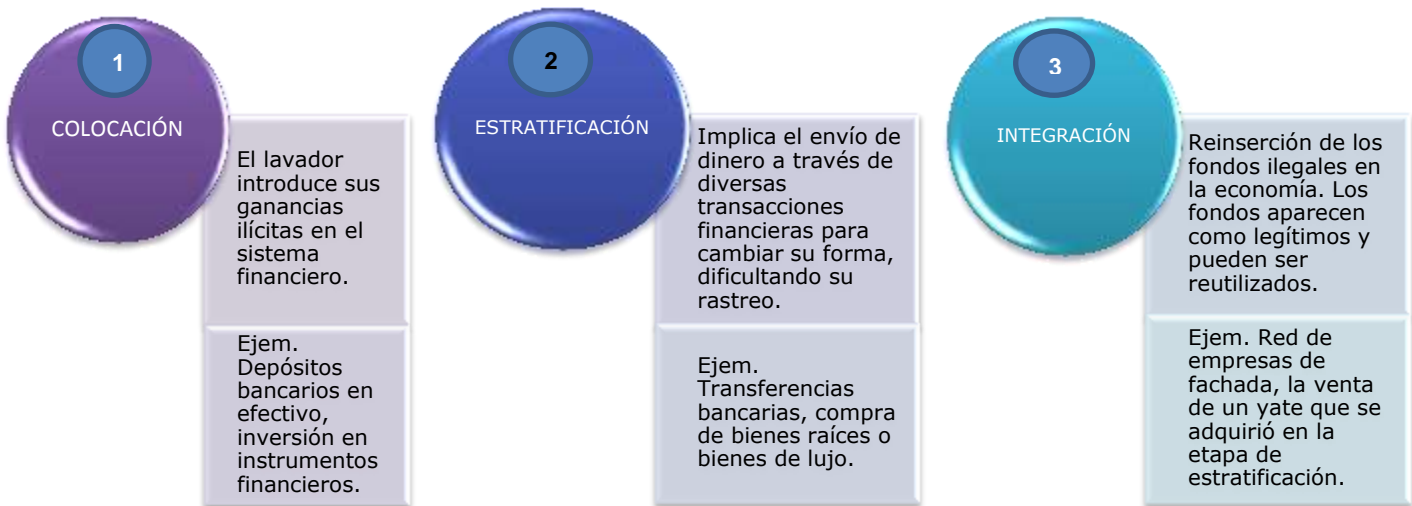 1
COLOCACIÓN
El lavador
introduce sus
ganancias
ilícitas en el
sistema
financiero.
Ejem.
Depósitos
bancarios en
efectivo,
inversión en
instrumentos
financieros.
2
ESTRATIFICACIÓN
Implica el envío de
dinero a través de
diversas
transacciones
financieras para
cambiar su forma,
dificultando su
rastreo.
Ejem.
Transferencias
bancarias, compra
de bienes raíces o
bienes de lujo.
3
INTEGRACIÓN
Reinserción de los
fondos ilegales en
la economía. Los
fondos aparecen
como legítimos y
pueden ser
reutilizados.
Ejem. Red de
empresas de
fachada, la venta
de un yate que se
adquirió en la
etapa de
estratificación.